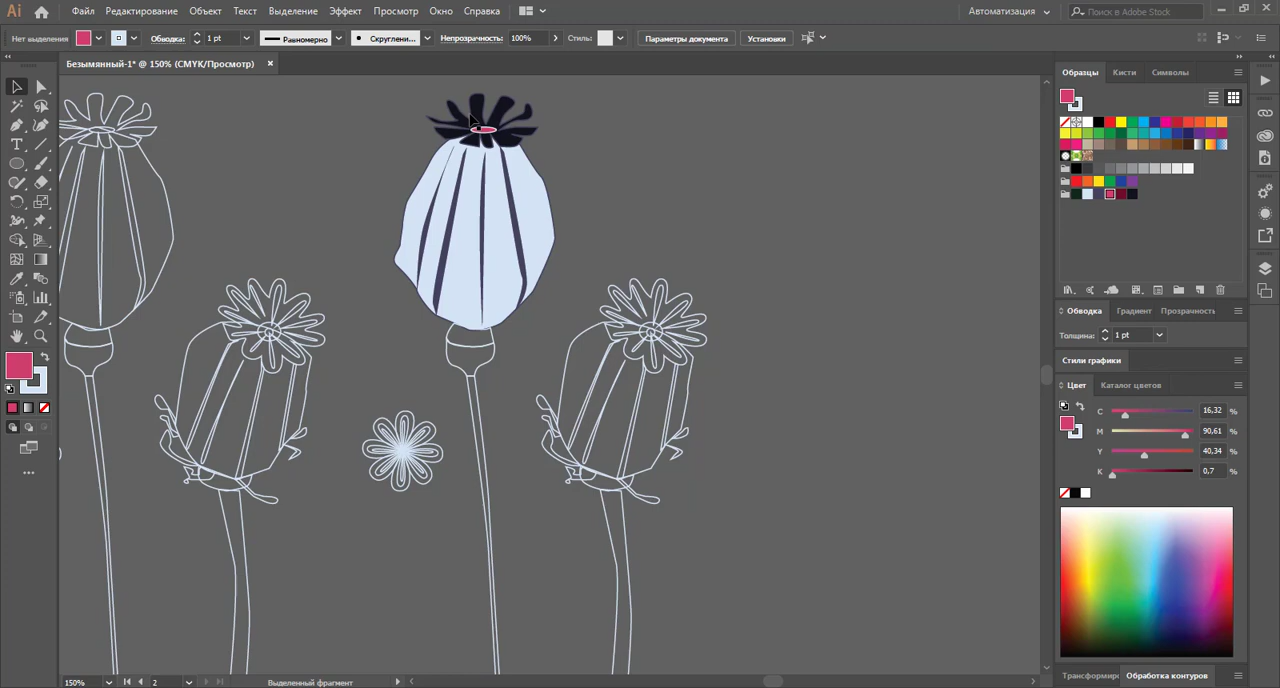 Ai Файл Редактирование Объект Текст Выделение Эффект Просмотр Окно Справка Автоматизация Поиск в Adobe Stock
Нет выделения Обводка: 1 pt Равномерно Скруглени... Непрозрачность: 100% Стиль: Параметры документа Установки
Безымянный-1* @ 150% (CMYK/Просмотр)
Образцы Кисти Символы
Обводка Градиент Прозрачность
Толщина: 1 pt
Стили графики
Цвет Каталог цветов
C 16,32 %
M 90,61 %
Y 40,34 %
K 0,7 %
Трансформиро Обработка контуров
150% 2 Выделенный фрагмент